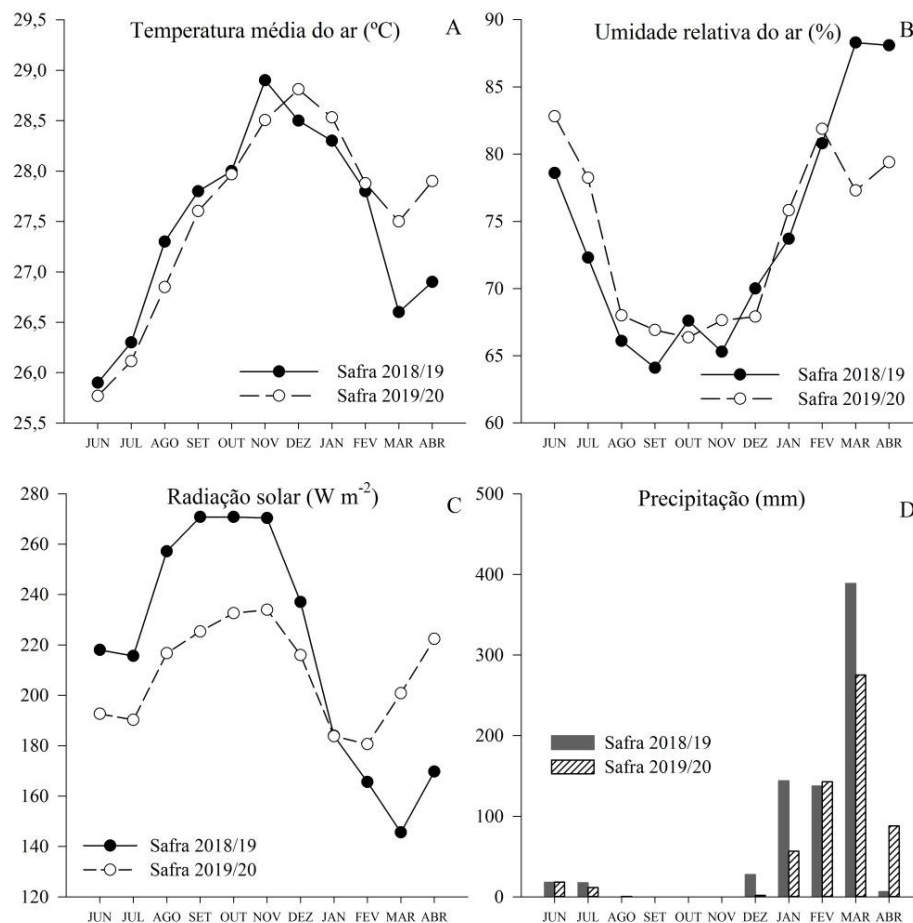 Temperatura média do ar (ºC)
A
29,5
29,0
28,5
28,0
27,5
27,0
26,5
26,0
25,5
Safra 2018/19
Safra 2019/20
JUN JUL AGO SET OUT NOV DEZ JAN FEV MAR ABR
Umidade relativa do ar (%)
B
90
85
80
75
70
65
60
Safra 2018/19
Safra 2019/20
JUN JUL AGO SET OUT NOV DEZ JAN FEV MAR ABR
Radiação solar (W m-2)
C
280
260
240
220
200
180
160
140
120
Safra 2018/19
Safra 2019/20
JUN JUL AGO SET OUT NOV DEZ JAN FEV MAR ABR
Precipitação (mm)
D
500
400
300
200
100
0
Safra 2018/19
Safra 2019/20
JUN JUL AGO SET OUT NOV DEZ JAN FEV MAR ABR